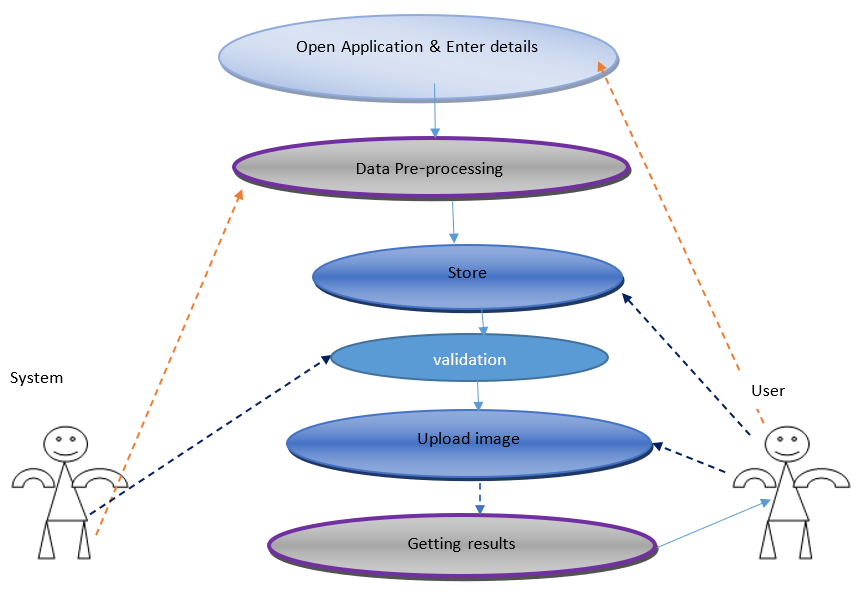 Open Application & Enter details
Data Pre-processing
Store
validation
System
User
Upload image
Getting results